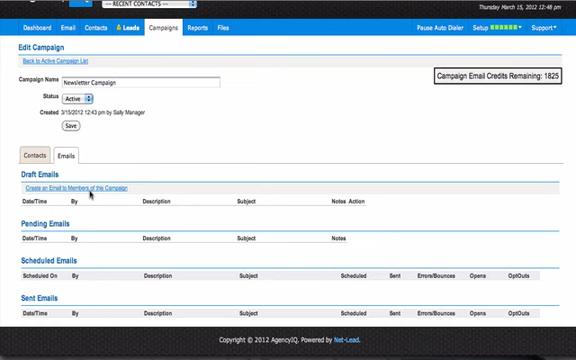 -- RECENT CONTACTS --
Thursday March 15, 2012 12:48 pm
Dashboard Email Contacts Leads Campaigns Reports Files Pause Auto Dialer Setup Support
Edit Campaign
Back to Active Campaign List
Campaign Email Credits Remaining: 1825
Campaign Name Newsletter Campaign
Status Active
Created 3/15/2012 12:43 pm by Sally Manager
Save
Contacts Emails
Draft Emails
Create an Email to Members of this Campaign
Date/Time By Description Subject Notes Action
Pending Emails
Date/Time By Description Subject Notes
Scheduled Emails
Scheduled On By Description Subject Scheduled Sent Errors/Bounces Opens OptOuts
Sent Emails
Date/Time By Description Subject Scheduled Sent Errors/Bounces Opens OptOuts
Copyright © 2012 AgencyIQ. Powered by Net-Lead.